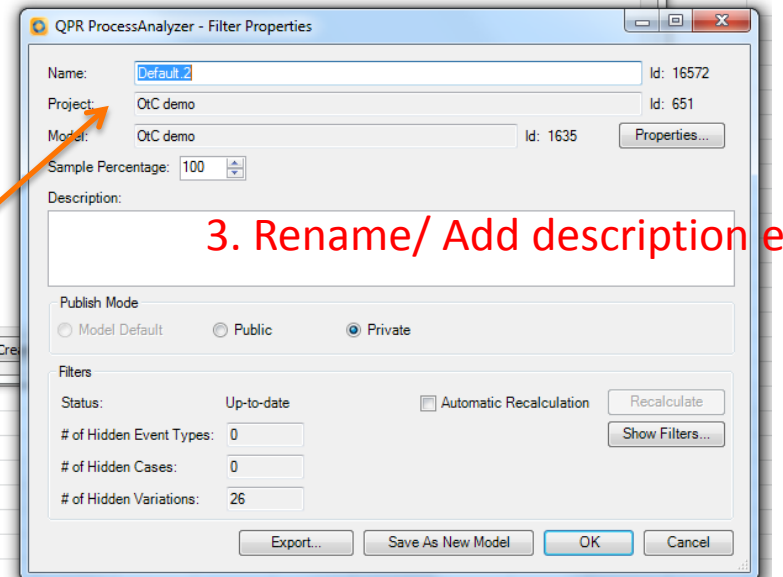 QPR ProcessAnalyzer - Filter Properties
Name: Default.2 Id: 16572
Project: OtC demo Id: 651
Model: OtC demo Id: 1635 Properties...
Sample Percentage: 100
Description:
3. Rename/ Add description e
Publish Mode
Model Default Public Private
Cre
Filters
Status: Up-to-date Automatic Recalculation Recalculate
# of Hidden Event Types: 0 Show Filters...
# of Hidden Cases: 0
# of Hidden Variations: 26
Export... Save As New Model OK Cancel